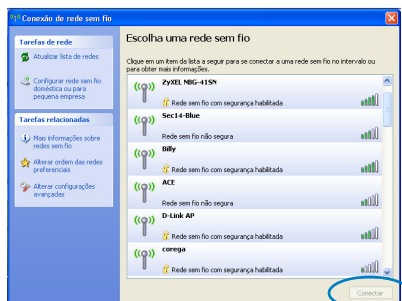 Conexão de rede sem fio
Tarefas de rede
Atualizar lista de redes
Configurar rede sem fio
doméstica ou para
pequena empresa
Tarefas relacionadas
Mais informações sobre
redes sem fio
Alterar ordem das redes
preferenciais
Alterar configurações
avançadas
Escolha uma rede sem fio
Clique em um item da lista a seguir para se conectar a uma rede sem fio no intervalo ou
para obter mais informações.
ZyXEL NBG-415N
Rede sem fio com segurança habilitada
Sec14-Blue
Rede sem fio não segura
Billy
Rede sem fio com segurança habilitada
ACE
Rede sem fio não segura
D-Link AP
Rede sem fio com segurança habilitada
corega
Rede sem fio com segurança habilitada
Conectar